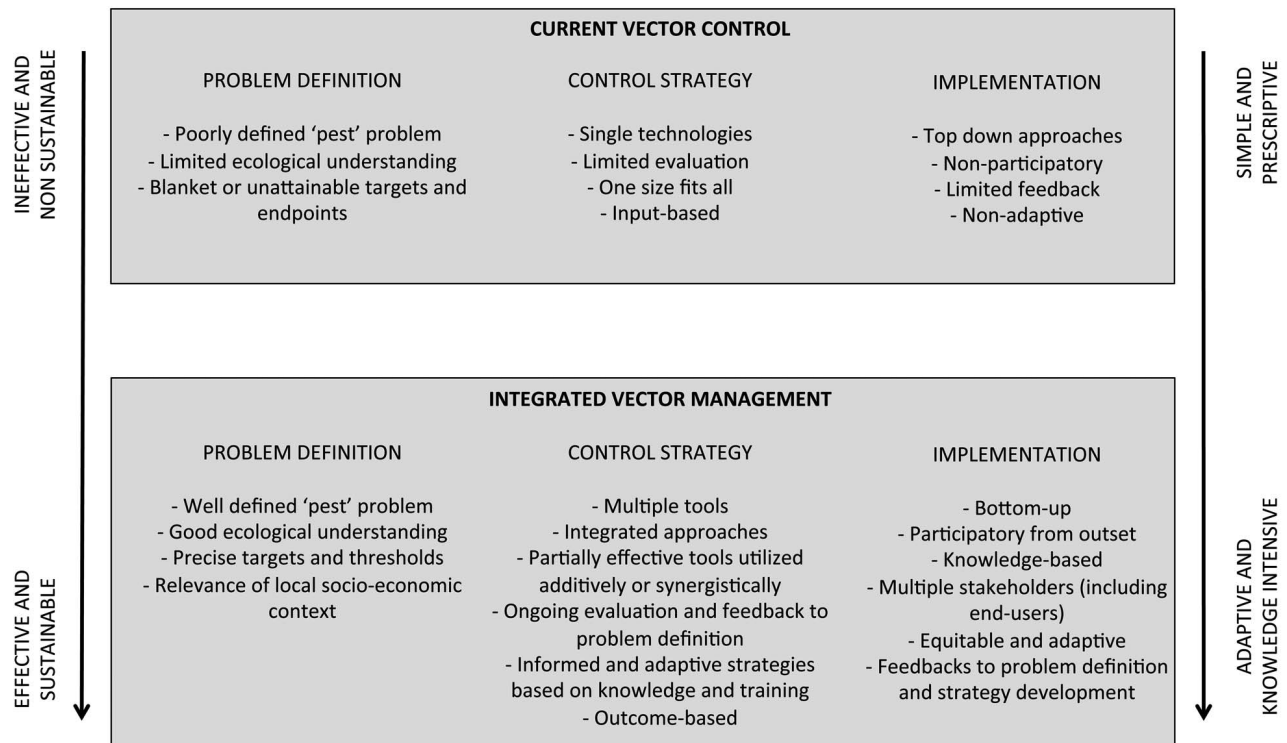 INEFFECTIVE AND
NON SUSTAINABLE
CURRENT VECTOR CONTROL
PROBLEM DEFINITION
- Poorly defined ‘pest’ problem
- Limited ecological understanding
- Blanket or unattainable targets and
endpoints
CONTROL STRATEGY
- Single technologies
- Limited evaluation
- One size fits all
- Input-based
IMPLEMENTATION
- Top down approaches
- Non-participatory
- Limited feedback
- Non-adaptive
SIMPLE AND
PRESCRIPTIVE
EFFECTIVE AND
SUSTAINABLE
INTEGRATED VECTOR MANAGEMENT
PROBLEM DEFINITION
- Well defined ‘pest’ problem
- Good ecological understanding
- Precise targets and thresholds
- Relevance of local socio-economic
context
CONTROL STRATEGY
- Multiple tools
- Integrated approaches
- Partially effective tools utilized
additively or synergistically
- Ongoing evaluation and feedback to
problem definition
- Informed and adaptive strategies
based on knowledge and training
- Outcome-based
IMPLEMENTATION
- Bottom-up
- Participatory from outset
- Knowledge-based
- Multiple stakeholders (including
end-users)
- Equitable and adaptive
- Feedbacks to problem definition
and strategy development
ADAPTIVE AND
KNOWLEDGE INTENSIVE